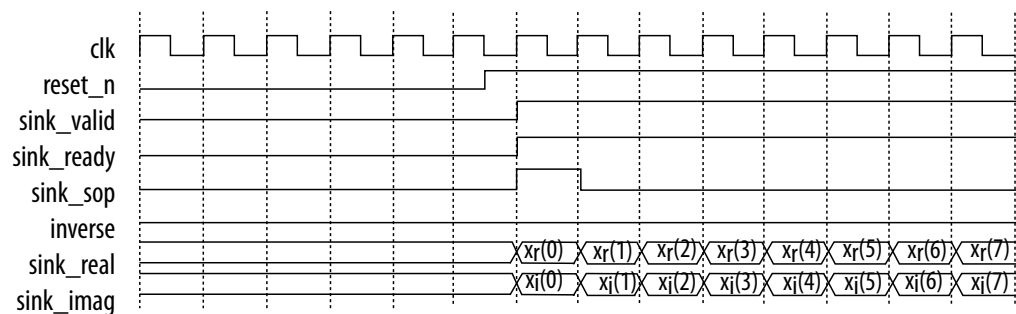 clk
reset_n
sink_valid
sink_ready
sink_sop
inverse
sink_real xr(0) xr(1) xr(2) xr(3) xr(4) xr(5) xr(6) xr(7)
sink_imag xi(0) xi(1) xi(2) xi(3) xi(4) xi(5) xi(6) xi(7)